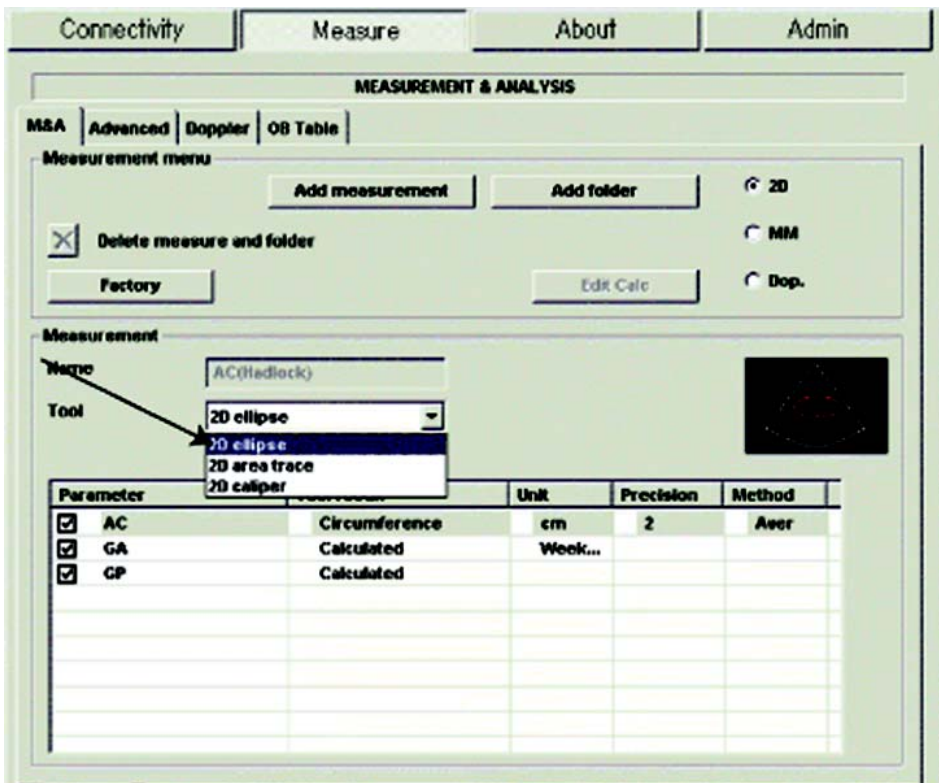 Connectivity Measure About Admin
MEASUREMENT & ANALYSIS
M&A Advanced Doppler OB Table
Measurement menu
Add measurement Add folder 2D
Delete measure and folder MM
Factory Edit Calc Dop.
Measurement
Name AC(Hadlock)
Tool 2D ellipse
2D ellipse
2D area trace
2D caliper
Parameter Unit Precision Method
AC Circumference cm 2 Aver
GA Calculated Week...
GP Calculated